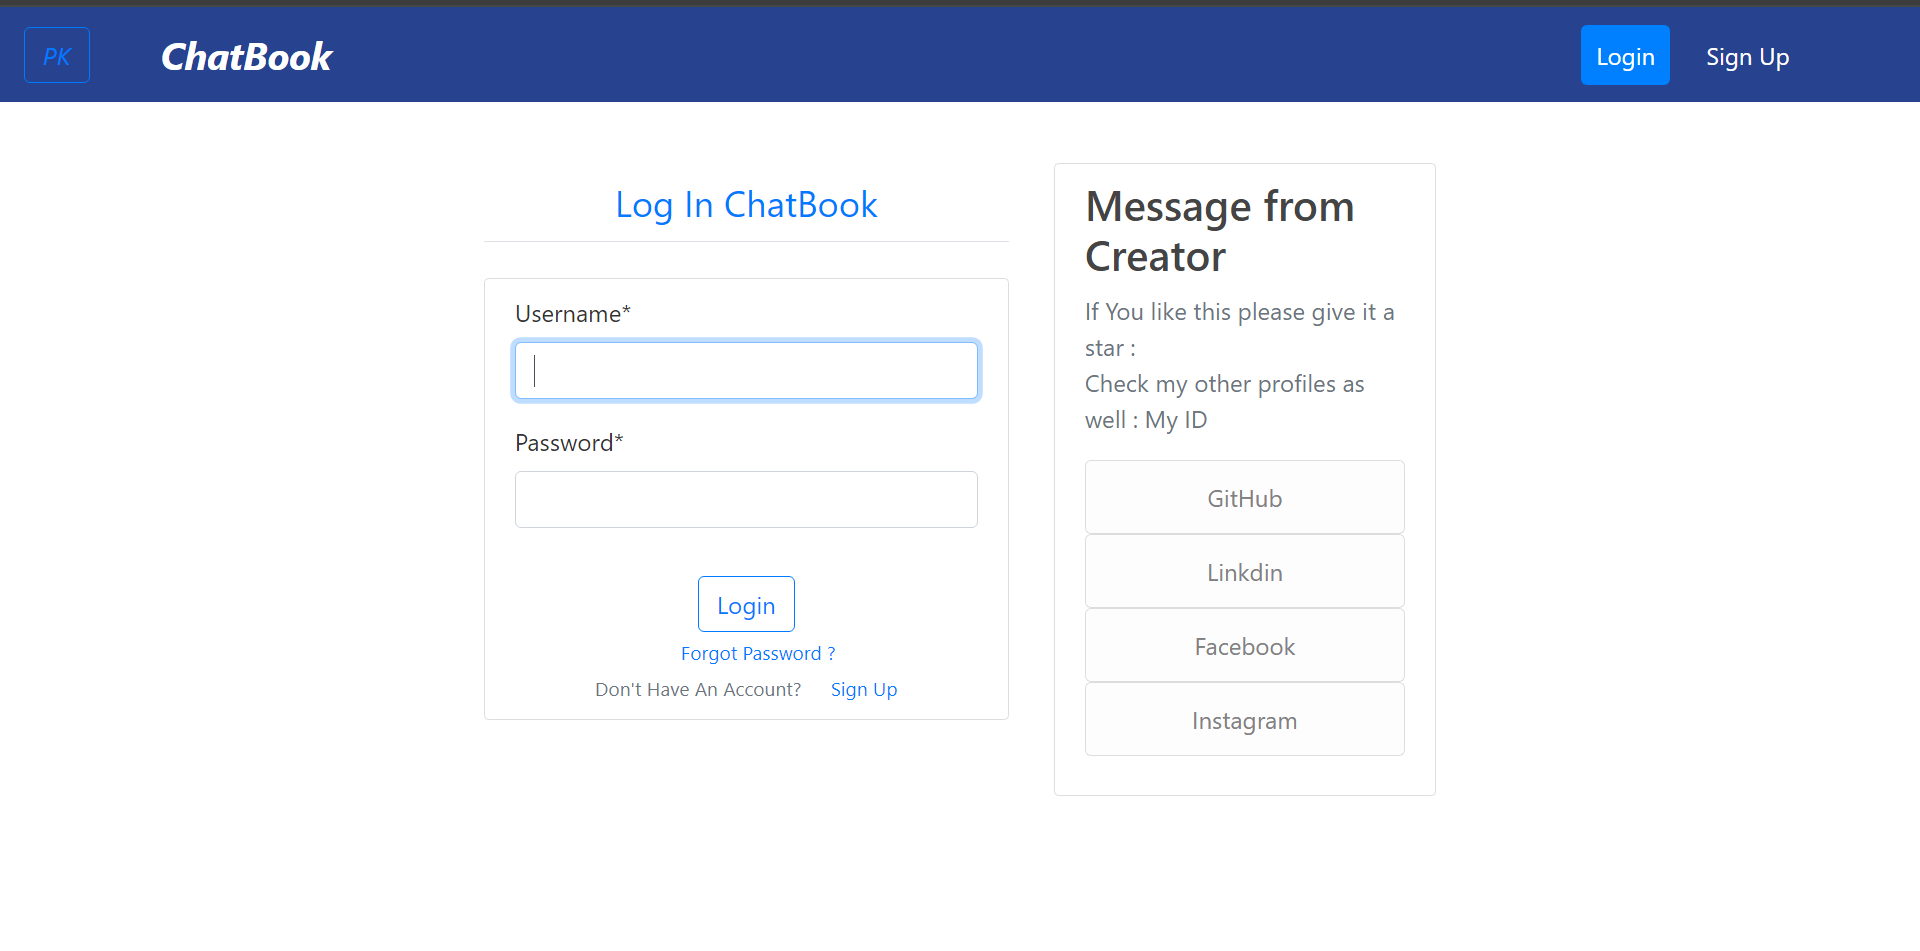 PK
ChatBook
Login
Sign Up
Log In ChatBook
Username*
Password*
Login
Forgot Password ?
Don't Have An Account? Sign Up
Message from
Creator
If You like this please give it a
star :
Check my other profiles as
well : My ID
GitHub
Linkdin
Facebook
Instagram